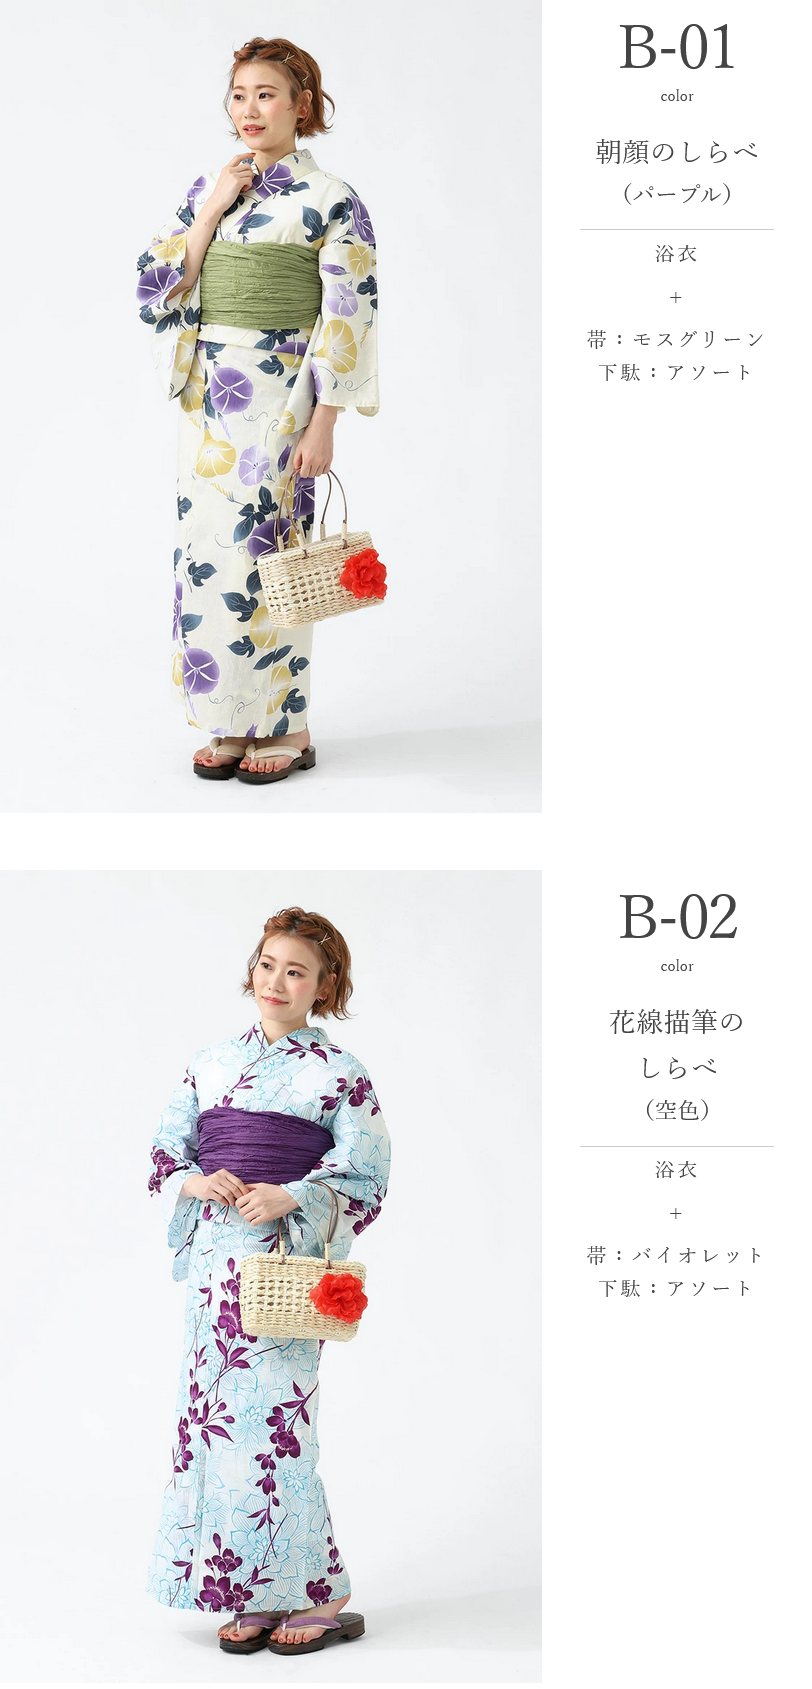 B-01
color
朝顔のしらべ
（パープル）
浴衣
+
帯：モスグリーン
下駄：アソート
B-02
color
花線描筆の
しらべ
（空色）
浴衣
+
帯：バイオレット
下駄：アソート